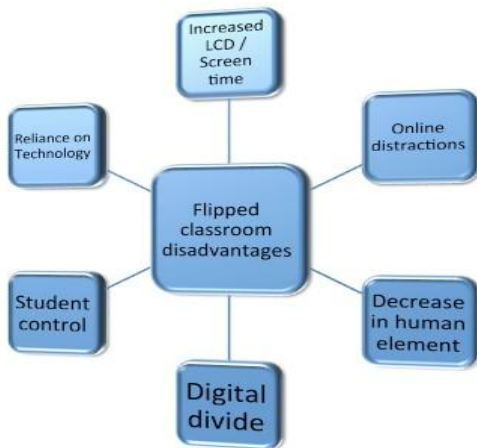 Increased
LCD /
Screen
time
Reliance on
Technology
Online
distractions
Flipped
classroom
disadvantages
Student
control
Decrease
in human
element
Digital
divide